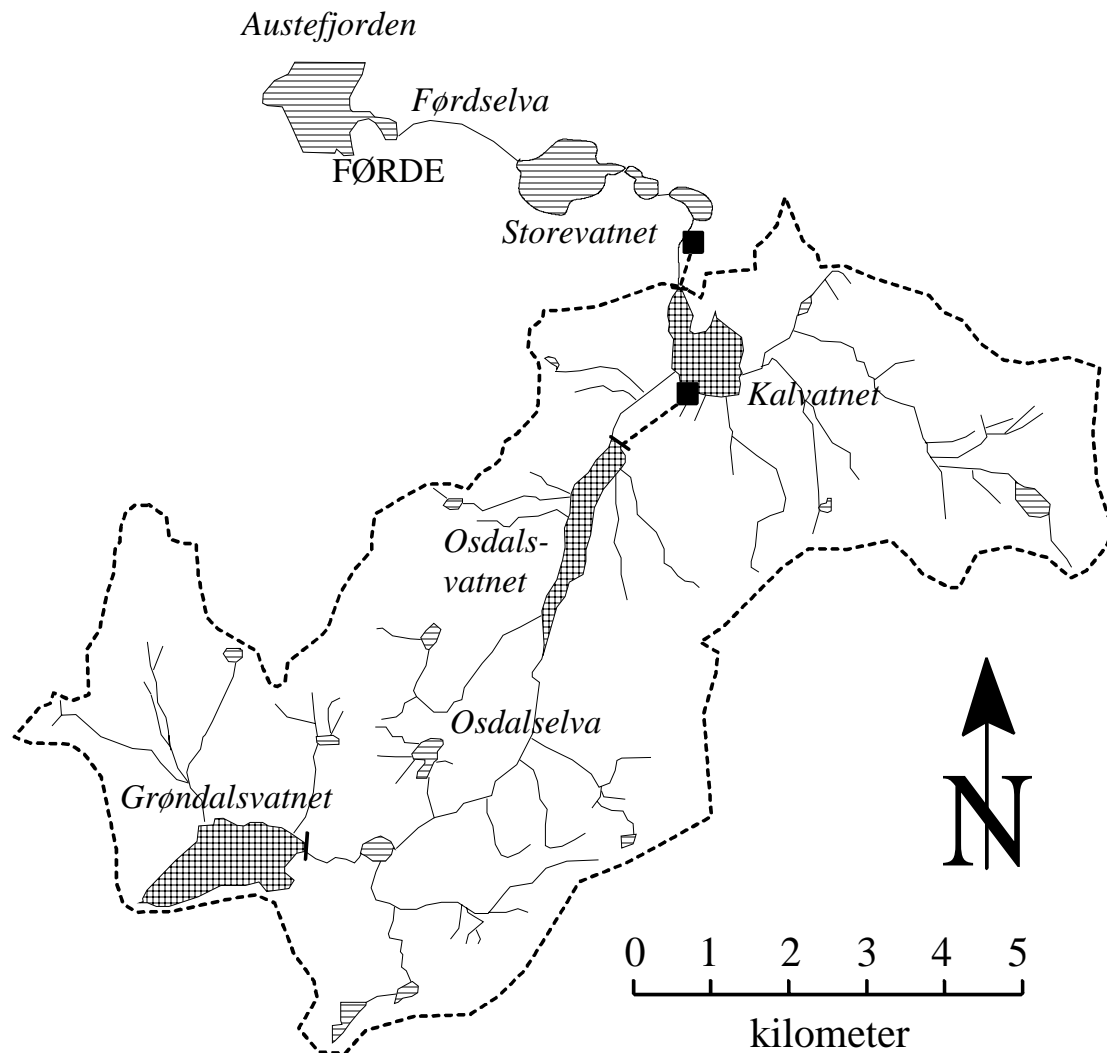 Austefjorden
Førdselva
FØRDE
Storevatnet
Kalvatnet
Osdals-
vatnet
Osdalselva
Grøndalsvatnet
N
0 1 2 3 4 5
kilometer